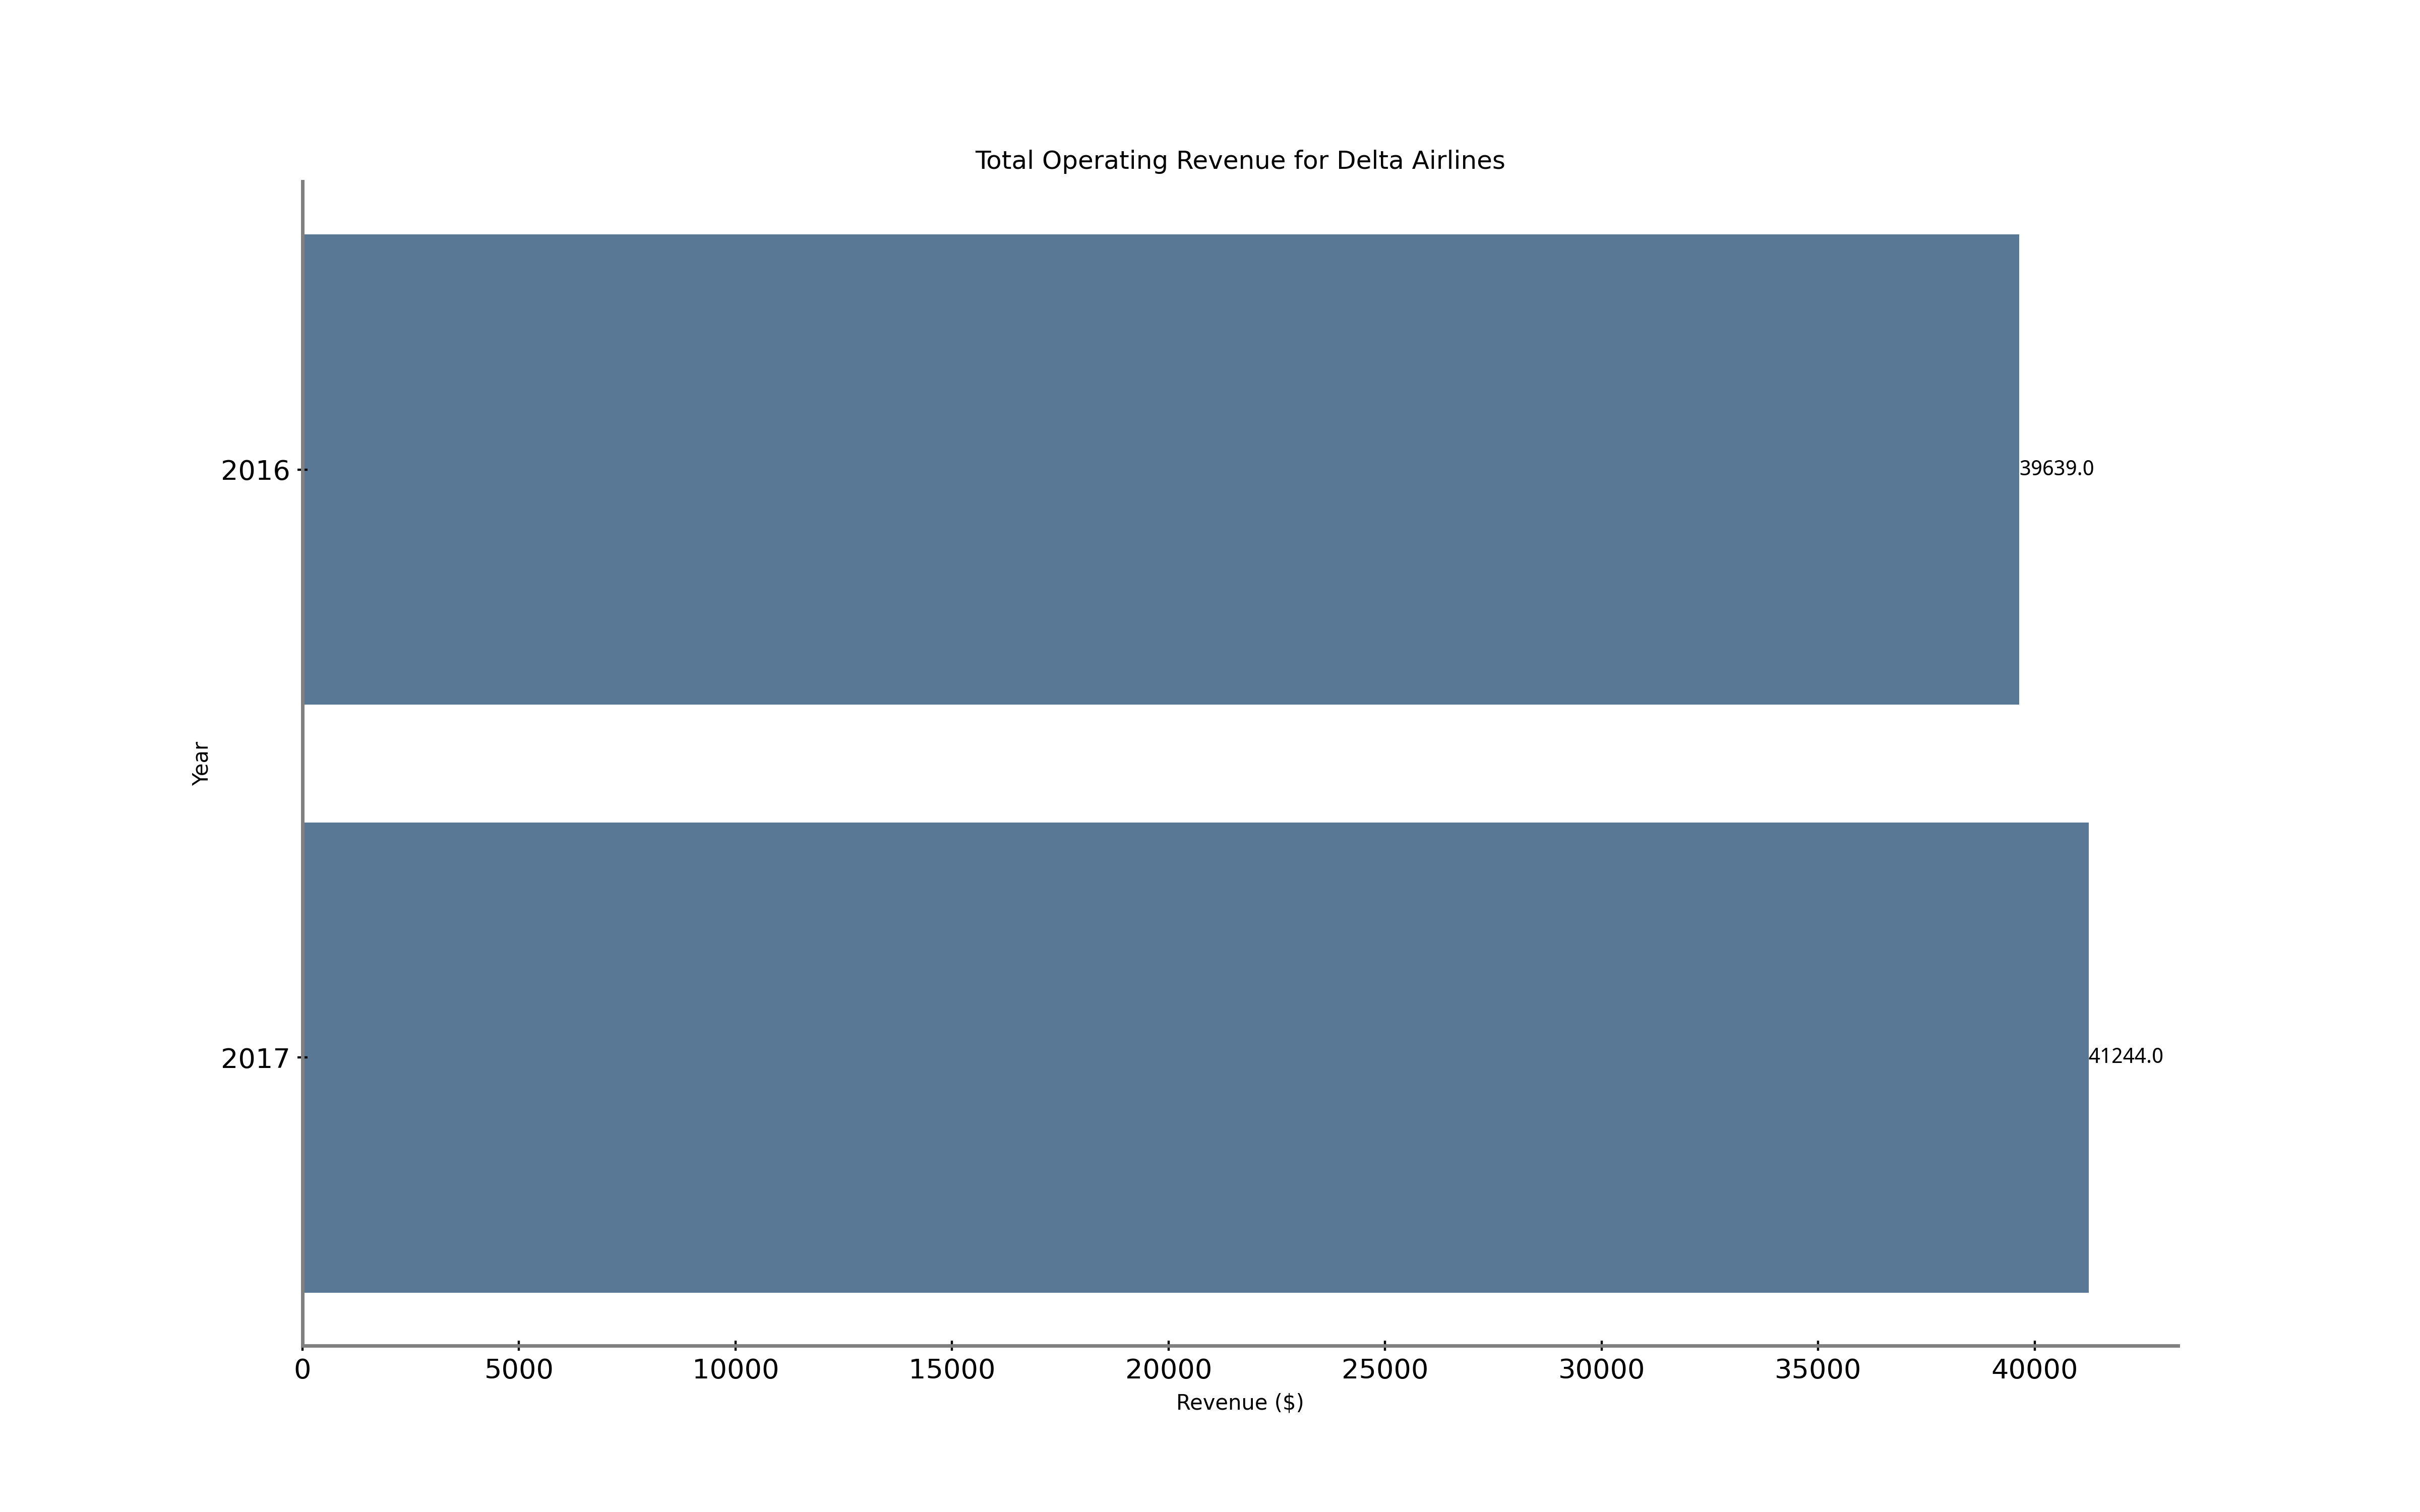 Total Operating Revenue for Delta Airlines
2016
39639.0
Year
2017
41244.0
0 5000 10000 15000 20000 25000 30000 35000 40000
Revenue ($)